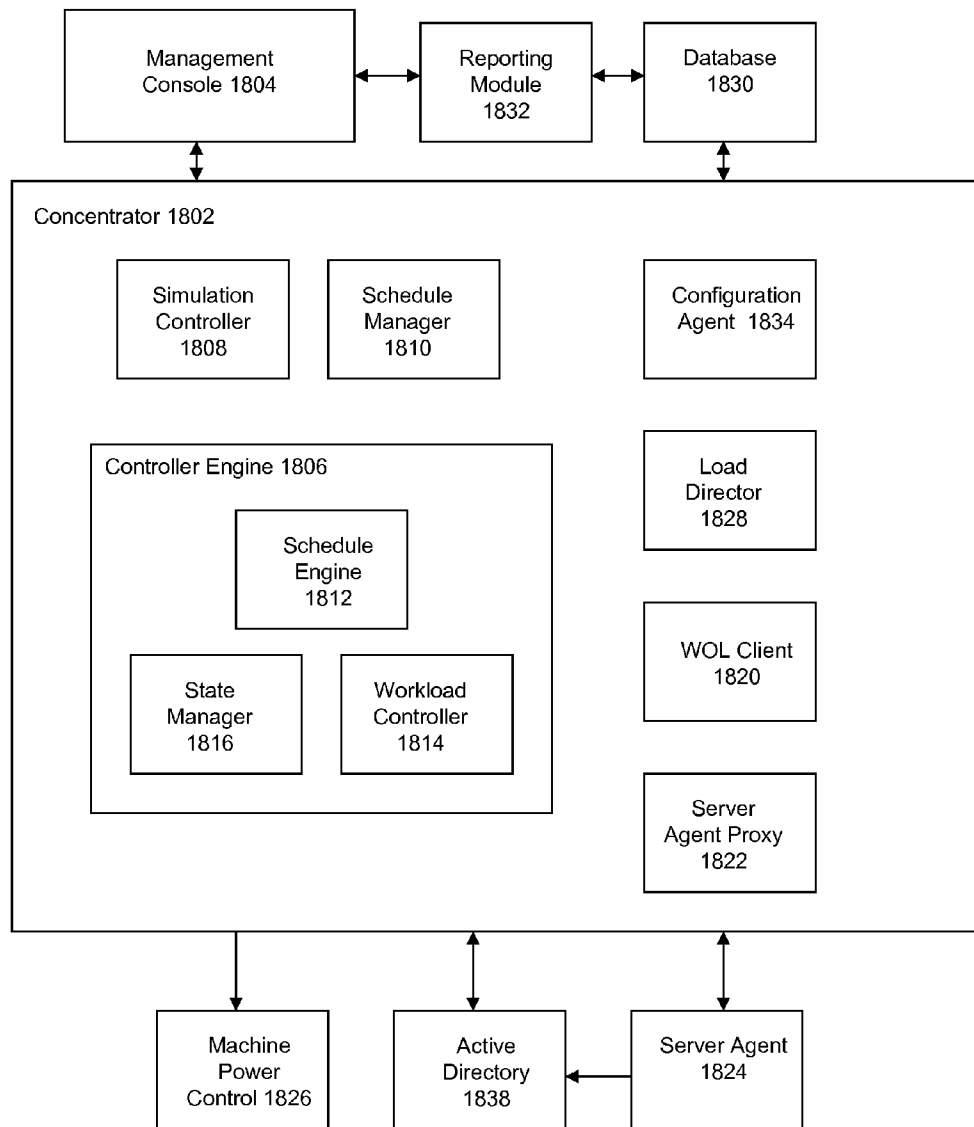 Management
Console 1804
Reporting
Module
1832
Database
1830
Concentrator 1802
Simulation
Controller
1808
Schedule
Manager
1810
Configuration
Agent 1834
Controller Engine 1806
Schedule
Engine
1812
State
Manager
1816
Workload
Controller
1814
Load
Director
1828
WOL Client
1820
Server
Agent Proxy
1822
Machine
Power
Control 1826
Active
Directory
1838
Server Agent
1824